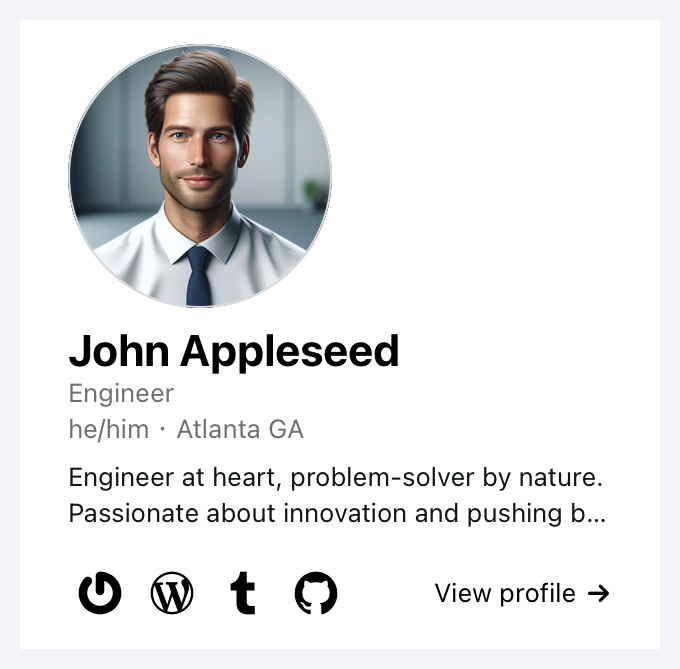 John Appleseed
Engineer
he/him · Atlanta GA
Engineer at heart, problem-solver by nature.
Passionate about innovation and pushing b...
View profile →